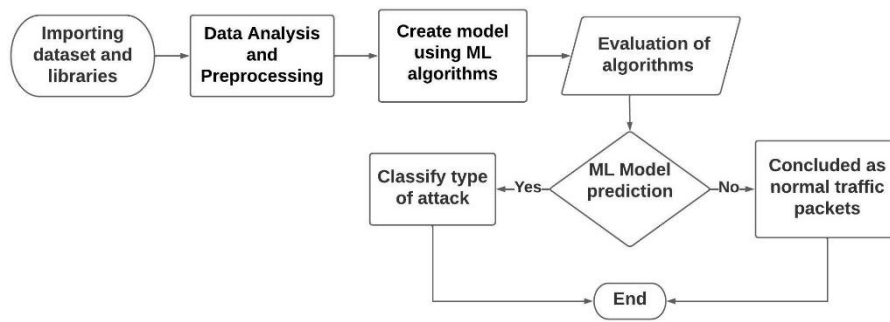 Importing
dataset and
libraries
Data Analysis
and
Preprocessing
Create model
using ML
algorithms
Evaluation of
algorithms
ML Model
prediction
Yes
No
Classify type
of attack
Concluded as
normal traffic
packets
End